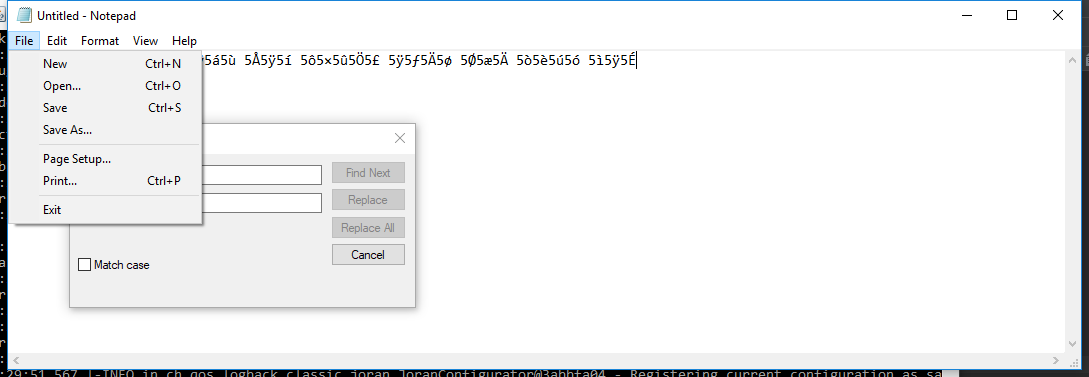 Untitled - Notepad
File Edit Format View Help
5á5ù 5Å5ÿ5í 5ô5×5û5Ö5£ 5ÿ5ƒ5Ä5ø 5Ø5æ5Ä 5ò5è5ú5ó 5ì5ÿ5É
New Ctrl+N
Open... Ctrl+O
Save Ctrl+S
Save As...
Page Setup...
Print... Ctrl+P
Exit
Find Next
Replace
Replace All
Cancel
Match case
:29:51,567 |-INFO in ch.qos.logback.classic.joran.JoranConfigurator@3abbfa04 - Registering current configuration as sa